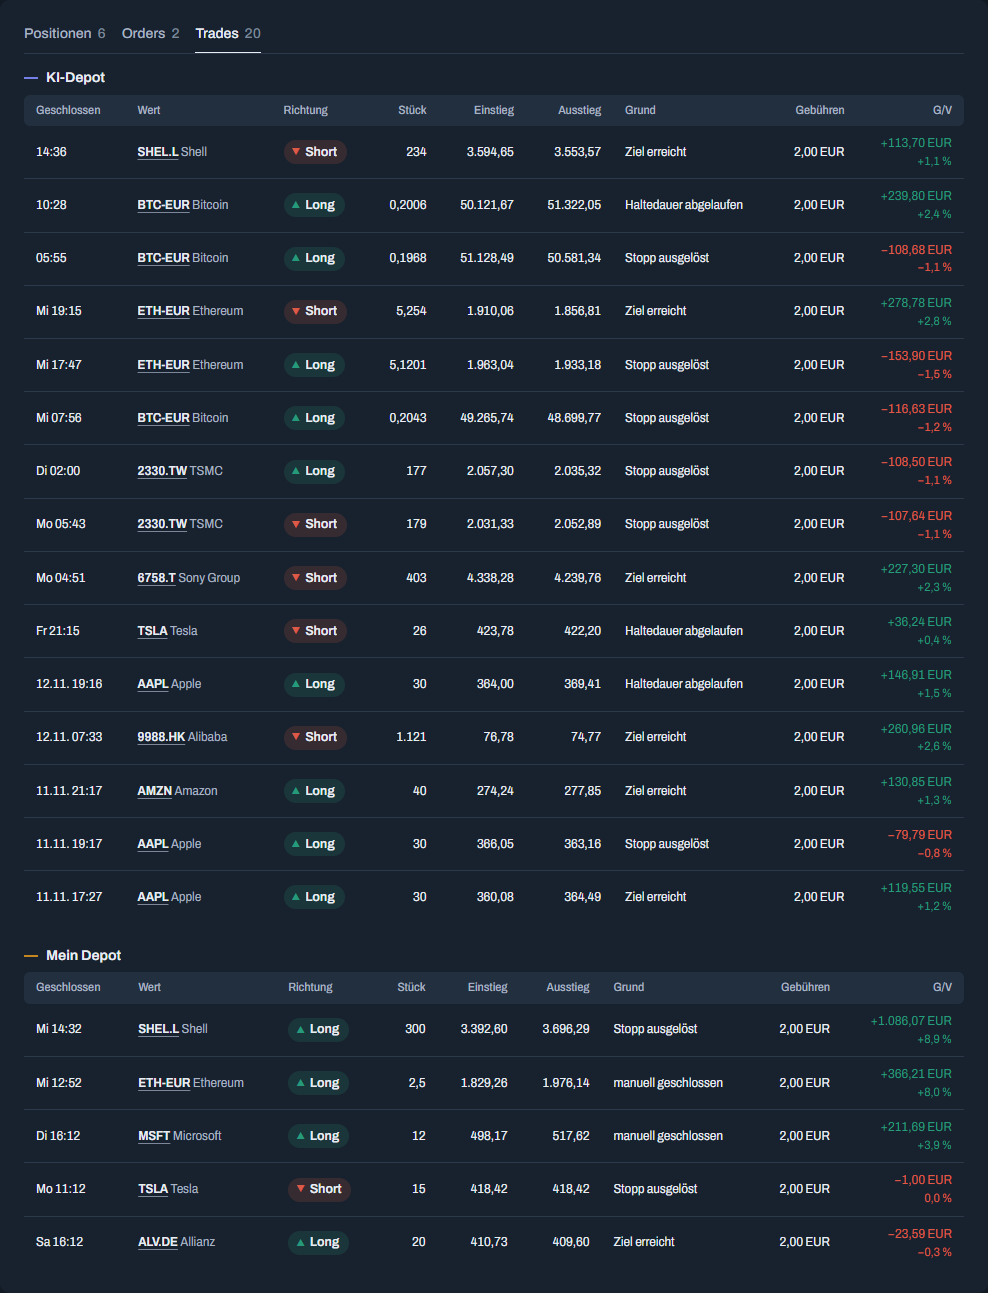 Positionen 6 Orders 2 Trades 20
KI-Depot
Geschlossen Wert Richtung Stück Einstieg Ausstieg Grund Gebühren G/V
14:36 SHEL.L Shell Short 234 3.594,65 3.553,57 Ziel erreicht 2,00 EUR +113,70 EUR
+1,1 %
10:28 BTC-EUR Bitcoin Long 0,2006 50.121,67 51.322,05 Haltedauer abgelaufen 2,00 EUR +239,80 EUR
+2,4 %
05:55 BTC-EUR Bitcoin Long 0,1968 51.128,49 50.581,34 Stopp ausgelöst 2,00 EUR −108,68 EUR
−1,1 %
Mi 19:15 ETH-EUR Ethereum Short 5,254 1.910,06 1.856,81 Ziel erreicht 2,00 EUR +278,78 EUR
+2,8 %
Mi 17:47 ETH-EUR Ethereum Long 5,1201 1.963,04 1.933,18 Stopp ausgelöst 2,00 EUR −153,90 EUR
−1,5 %
Mi 07:56 BTC-EUR Bitcoin Long 0,2043 49.265,74 48.699,77 Stopp ausgelöst 2,00 EUR −116,63 EUR
−1,2 %
Di 02:00 2330.TW TSMC Long 177 2.057,30 2.035,32 Stopp ausgelöst 2,00 EUR −108,50 EUR
−1,1 %
Mo 05:43 2330.TW TSMC Short 179 2.031,33 2.052,89 Stopp ausgelöst 2,00 EUR −107,64 EUR
−1,1 %
Mo 04:51 6758.T Sony Group Short 403 4.338,28 4.239,76 Ziel erreicht 2,00 EUR +227,30 EUR
+2,3 %
Fr 21:15 TSLA Tesla Short 26 423,78 422,20 Haltedauer abgelaufen 2,00 EUR +36,24 EUR
+0,4 %
12.11. 19:16 AAPL Apple Long 30 364,00 369,41 Haltedauer abgelaufen 2,00 EUR +146,91 EUR
+1,5 %
12.11. 07:33 9988.HK Alibaba Short 1.121 76,78 74,77 Ziel erreicht 2,00 EUR +260,96 EUR
+2,6 %
11.11. 21:17 AMZN Amazon Long 40 274,24 277,85 Ziel erreicht 2,00 EUR +130,85 EUR
+1,3 %
11.11. 19:17 AAPL Apple Long 30 366,05 363,16 Stopp ausgelöst 2,00 EUR −79,79 EUR
−0,8 %
11.11. 17:27 AAPL Apple Long 30 360,08 364,49 Ziel erreicht 2,00 EUR +119,55 EUR
+1,2 %
Mein Depot
Geschlossen Wert Richtung Stück Einstieg Ausstieg Grund Gebühren G/V
Mi 14:32 SHEL.L Shell Long 300 3.392,60 3.696,29 Stopp ausgelöst 2,00 EUR +1.086,07 EUR
+8,9 %
Mi 12:52 ETH-EUR Ethereum Long 2,5 1.829,26 1.976,14 manuell geschlossen 2,00 EUR +366,21 EUR
+8,0 %
Di 16:12 MSFT Microsoft Long 12 498,17 517,62 manuell geschlossen 2,00 EUR +211,69 EUR
+3,9 %
Mo 11:12 TSLA Tesla Short 15 418,42 418,42 Stopp ausgelöst 2,00 EUR −1,00 EUR
0,0 %
Sa 16:12 ALV.DE Allianz Long 20 410,73 409,60 Ziel erreicht 2,00 EUR −23,59 EUR
−0,3 %